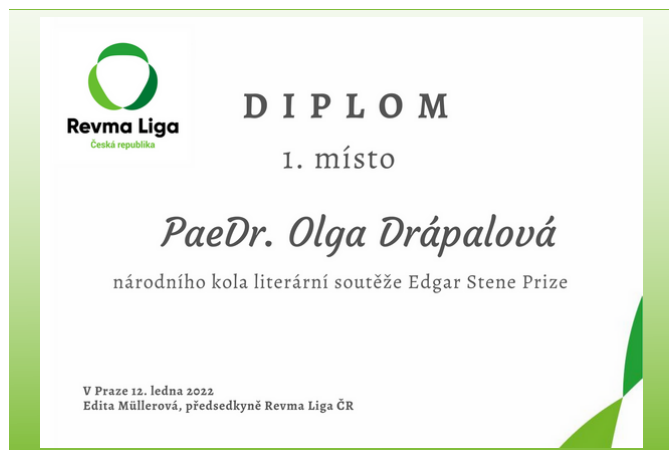 Revma Liga
Česká republika
DIPLOM
1. místo
PaeDr. Olga Drápalová
národního kola literární soutěže Edgar Stene Prize
V Praze 12. ledna 2022
Edita Müllerová, předsedkyně Revma Liga ČR